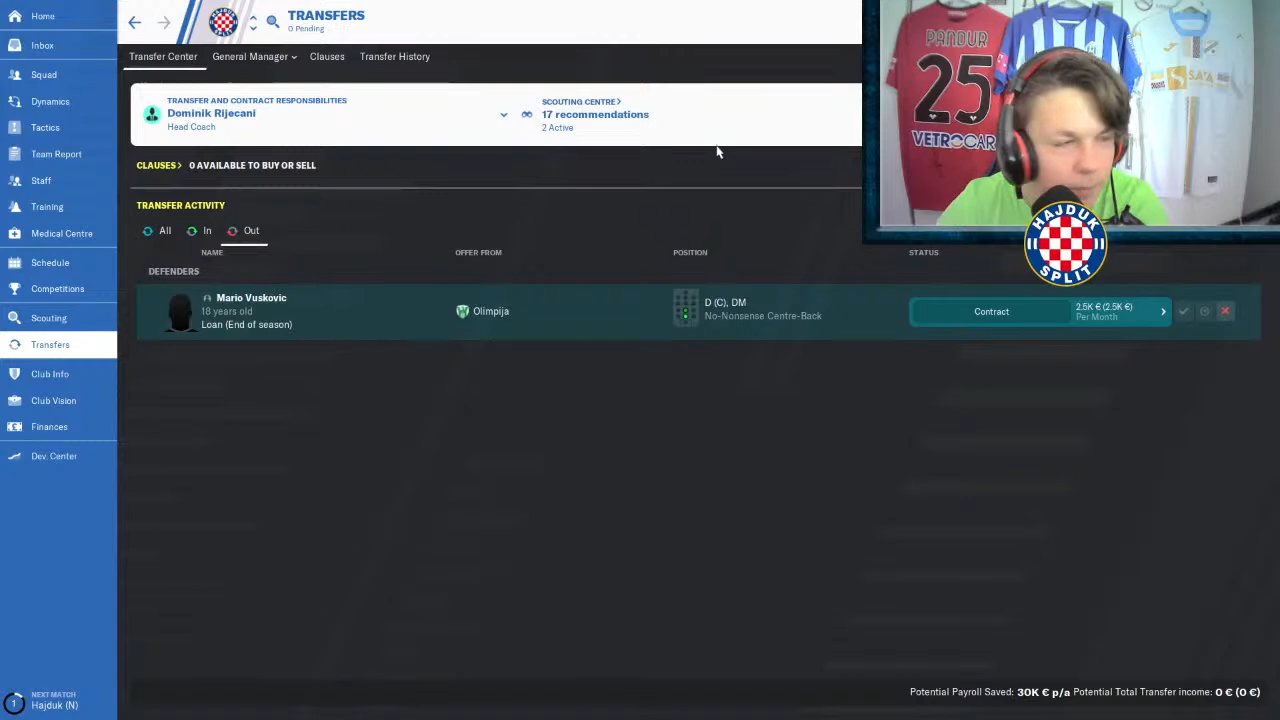 Home
Inbox
Squad
Dynamics
Tactics
Team Report
Staff
Training
Medical Centre
Schedule
Competitions
Scouting
Transfers
Club Info
Club Vision
Finances
Dev. Center
1
NEXT MATCH
Hajduk (N)
TRANSFERS
0 Pending
Transfer Center General Manager Clauses Transfer History
TRANSFER AND CONTRACT RESPONSIBILITIES
Dominik Rijecani
Head Coach
SCOUTING CENTRE>
17 recommendations
2 Active
CLAUSES> 0 AVAILABLE TO BUY OR SELL
TRANSFER ACTIVITY
All In Out
NAME OFFER FROM POSITION STATUS
DEFENDERS
Mario Vuskovic
18 years old
Loan (End of season)
Olimpija
D (C), DM
No-Nonsense Centre-Back
Contract
2.5K € (2.5K €)
Per Month
Potential Payroll Saved: 30K € p/a Potential Total Transfer income: 0 € (0 €)
PANDUR
25
VETROCAR
SAZA
HAJDUK
SPLIT